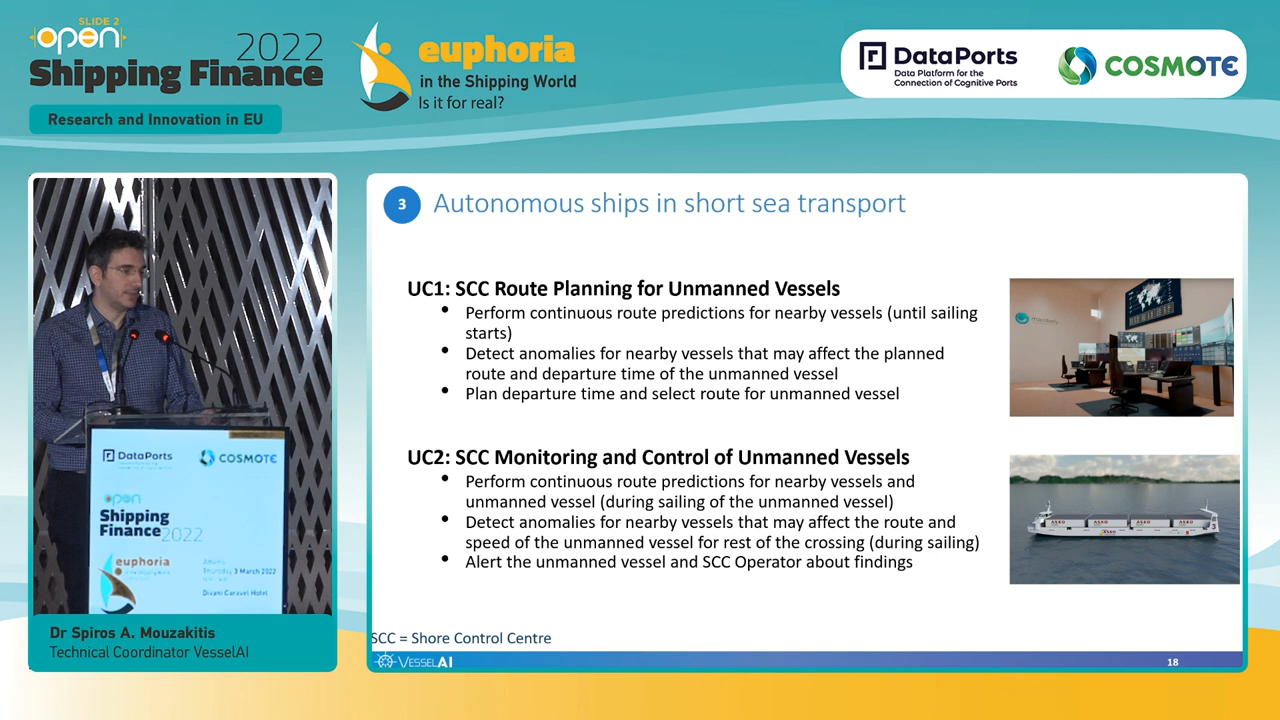 SLIDE 2
open
Shipping Finance
2022
Research and Innovation in EU
euphoria
in the Shipping World
Is it for real?
DataPorts
Data Platform for the
Connection of Cognitive Ports
COSMOTE
DataPorts
COSMOTE
open
Shipping
Finance 2022
euphoria
Thursday, 3 March 2022
Divani Caravel Hotel
Dr Spiros A. Mouzakitis
Technical Coordinator VesselAI
3
Autonomous ships in short sea transport
UC1: SCC Route Planning for Unmanned Vessels
• Perform continuous route predictions for nearby vessels (until sailing
starts)
• Detect anomalies for nearby vessels that may affect the planned
route and departure time of the unmanned vessel
• Plan departure time and select route for unmanned vessel
UC2: SCC Monitoring and Control of Unmanned Vessels
• Perform continuous route predictions for nearby vessels and
unmanned vessel (during sailing of the unmanned vessel)
• Detect anomalies for nearby vessels that may affect the route and
speed of the unmanned vessel for rest of the crossing (during sailing)
• Alert the unmanned vessel and SCC Operator about findings
ASKO ASKO ASKO ASKO
SCC = Shore Control Centre
VESSELAI
18